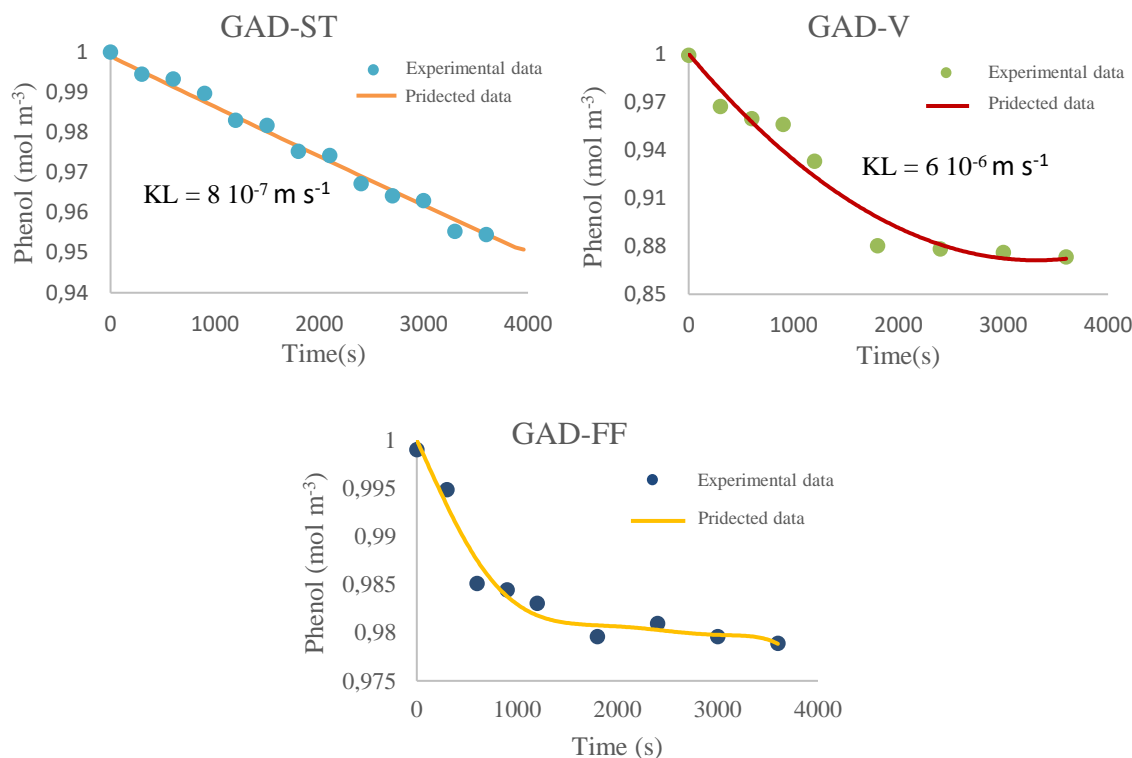 GAD-ST
1
0,99
0,98
0,97
0,96
0,95
0,94
Phenol (mol m⁻³)
Experimental data
Pridected data
KL = 8 10⁻⁷ m s⁻¹
0 1000 2000 3000 4000
Time(s)
GAD-V
1
0,97
0,94
0,91
0,88
0,85
Phenol (mol m⁻³)
Experimental data
Pridected data
KL = 6 10⁻⁶ m s⁻¹
0 1000 2000 3000 4000
Time(s)
GAD-FF
1
0,995
0,99
0,985
0,98
0,975
Phenol (mol m⁻³)
Experimental data
Pridected data
0 1000 2000 3000 4000
Time (s)